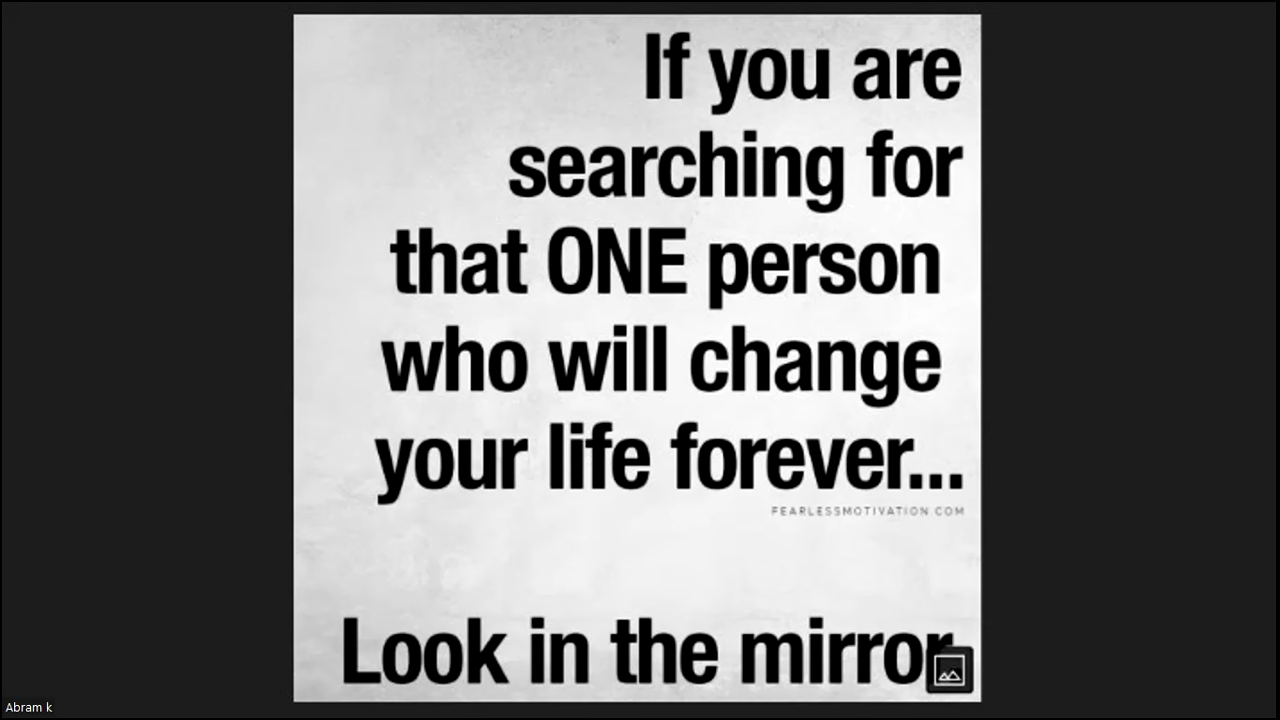 If you are
searching for
that ONE person
who will change
your life forever...
FEARLESSMOTIVATION.COM
Look in the mirror
Abram k